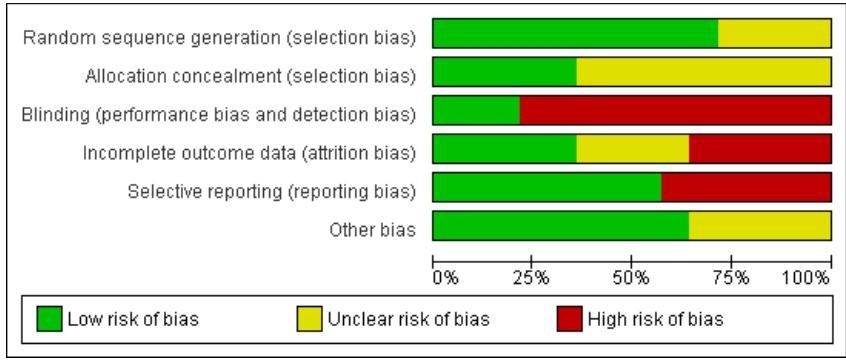 Random sequence generation (selection bias)
Allocation concealment (selection bias)
Blinding (performance bias and detection bias)
Incomplete outcome data (attrition bias)
Selective reporting (reporting bias)
Other bias
0% 25% 50% 75% 100%
Low risk of bias Unclear risk of bias High risk of bias